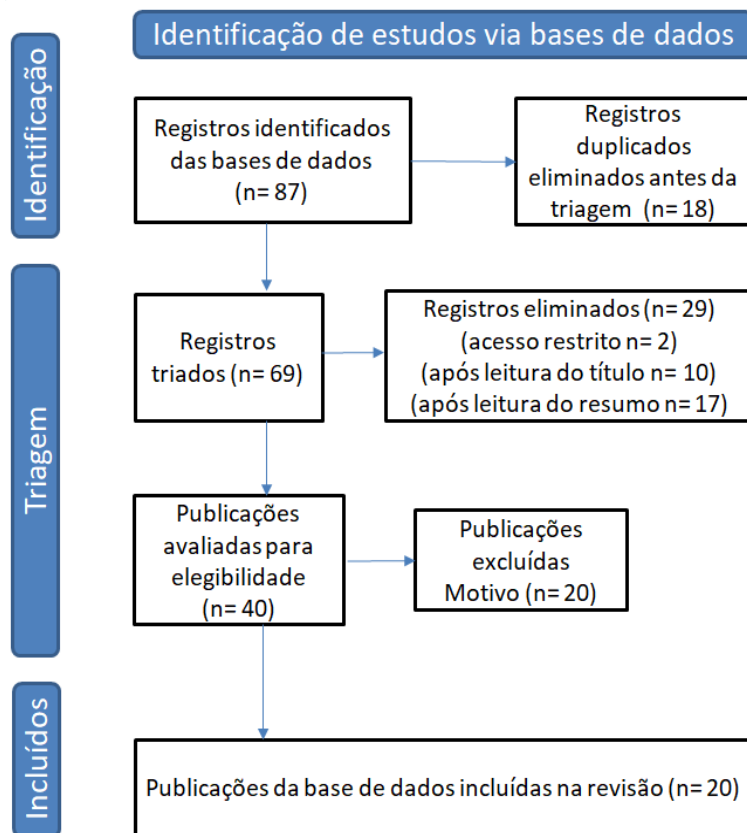 Identificação de estudos via bases de dados
Identificação
Registros identificados
das bases de dados
(n= 87)
Registros
duplicados
eliminados antes da
triagem (n= 18)
Triagem
Registros
triados (n= 69)
Registros eliminados (n= 29)
(acesso restrito n= 2)
(após leitura do título n= 10)
(após leitura do resumo n= 17)
Publicações
avaliadas para
elegibilidade
(n= 40)
Publicações
excluídas
Motivo (n= 20)
Incluídos
Publicações da base de dados incluídas na revisão (n= 20)